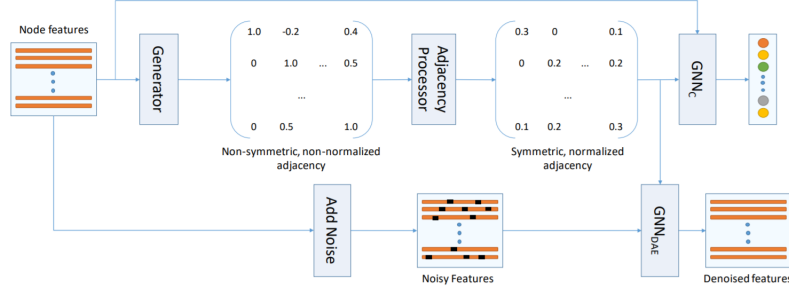 Node features
Generator
1.0 -0.2 0.4
0 1.0 ... 0.5
...
0 0.5 1.0
Non-symmetric, non-normalized
adjacency
Adjacency
Processor
0.3 0 0.1
0 0.2 ... 0.2
...
0.1 0.2 0.3
Symmetric, normalized
adjacency
GNN_C
Add Noise
Noisy Features
GNN_DAE
Denoised features